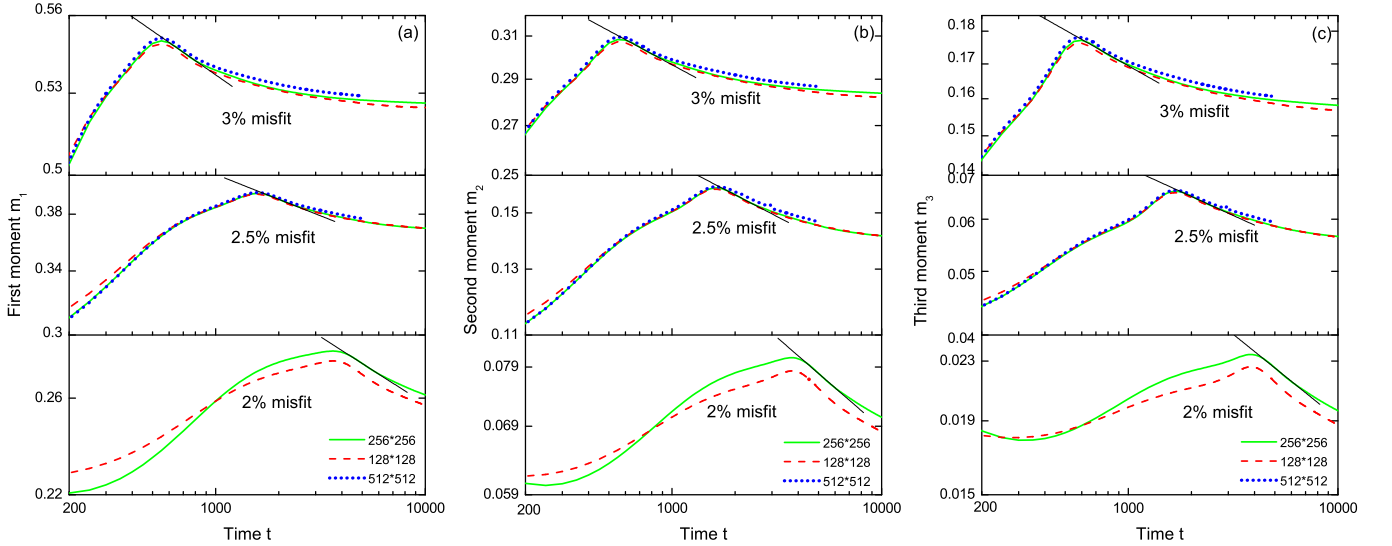 0.56
(a)
0.53
3% misfit
0.5
0.38
2.5% misfit
0.34
0.3
2% misfit
0.26
256*256
128*128
512*512
0.22
200
1000
10000
First moment m1
Time t
(b)
0.31
0.29
3% misfit
0.27
0.25
0.15
2.5% misfit
0.13
0.11
0.079
2% misfit
0.069
256*256
128*128
512*512
0.059
200
1000
10000
Second moment m2
Time t
0.18
(c)
0.17
0.16
3% misfit
0.15
0.14
0.07
0.06
2.5% misfit
0.05
0.04
0.023
2% misfit
0.019
256*256
128*128
512*512
0.015
200
1000
10000
Third moment m3
Time t